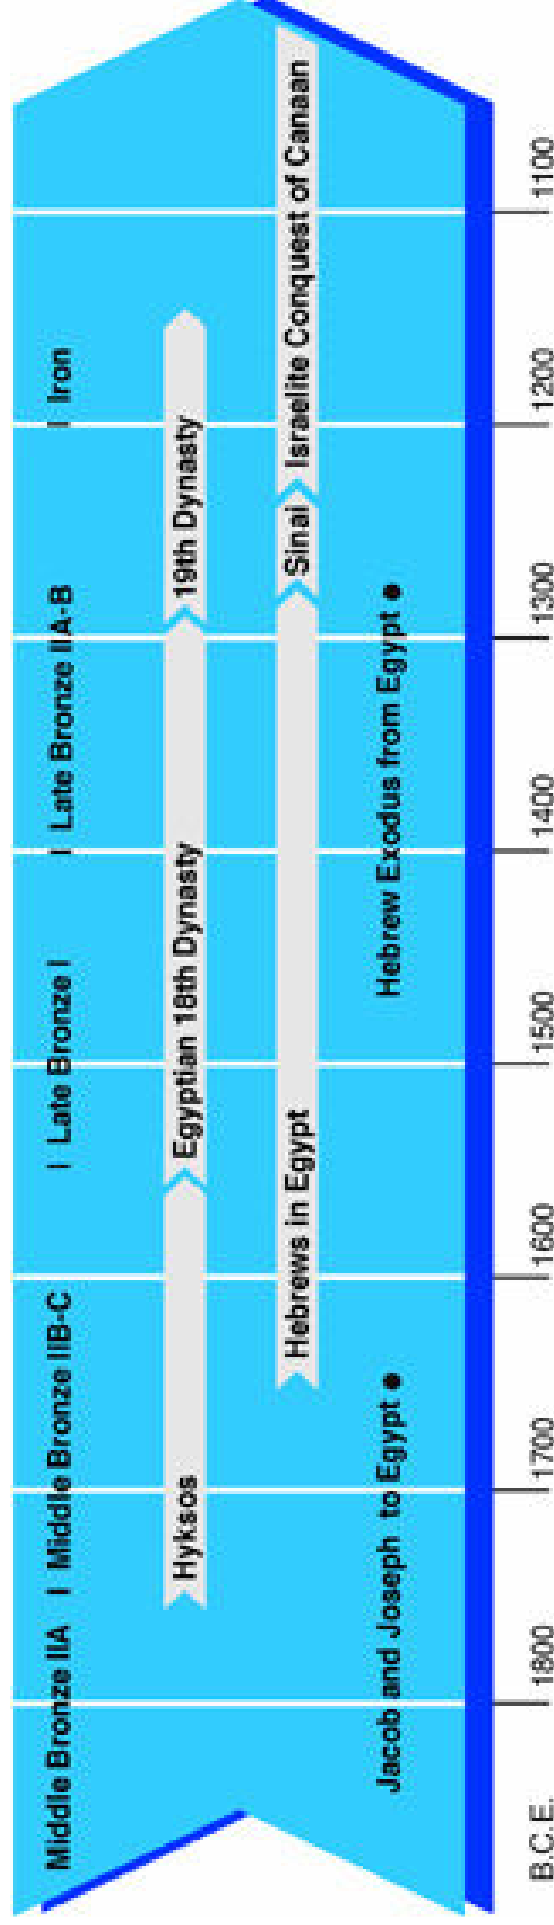 Middle Bronze IIA | Middle Bronze IIB-C | Late Bronze I | Late Bronze IIA-B | Iron
Hyksos Egyptian 18th Dynasty 19th Dynasty
Hebrews in Egypt Sinai Israelite Conquest of Canaan
Jacob and Joseph to Egypt ● Hebrew Exodus from Egypt ●
B.C.E. 1800 1700 1600 1500 1400 1300 1200 1100